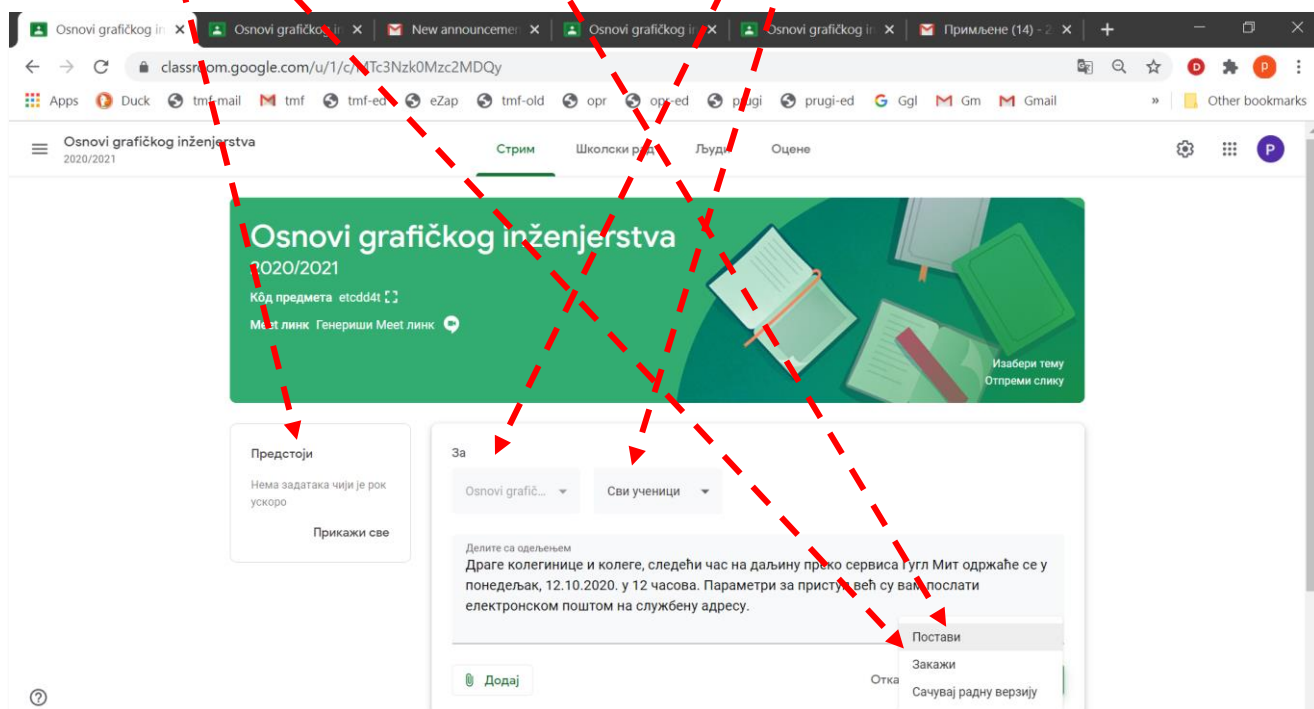 Osnovi grafičkog in
Osnovi grafičkog in
New announcemen
Osnovi grafičkog in
Osnovi grafičkog in
Примљене (14) - 2
classroom.google.com/u/1/c/MTc3Nzk0Mzc2MDQy
Apps Duck tmf-mail tmf tmf-ed eZap tmf-old opr opr-ed prugi prugi-ed Ggl Gm Gmail » Other bookmarks
Osnovi grafičkog inženjerstva
2020/2021
Стрим Школски рад Људи Оцене
P
Osnovi grafičkog inženjerstva
2020/2021
Кôд предмета etcdd4t
Meet линк Генериши Meet линк
Изабери тему
Отпреми слику
Предстоји
Нема задатака чији је рок
ускоро
Прикажи све
За
Osnovi grafič...
Сви ученици
Делите са одељењем
Драге колегинице и колеге, следећи час на даљину преко сервиса Гугл Мит одржаће се у
понедељак, 12.10.2020. у 12 часова. Параметри за приступ већ су вам послати
електронском поштом на службену адресу.
Додај
Отка
Постави
Закажи
Сачувај радну верзију